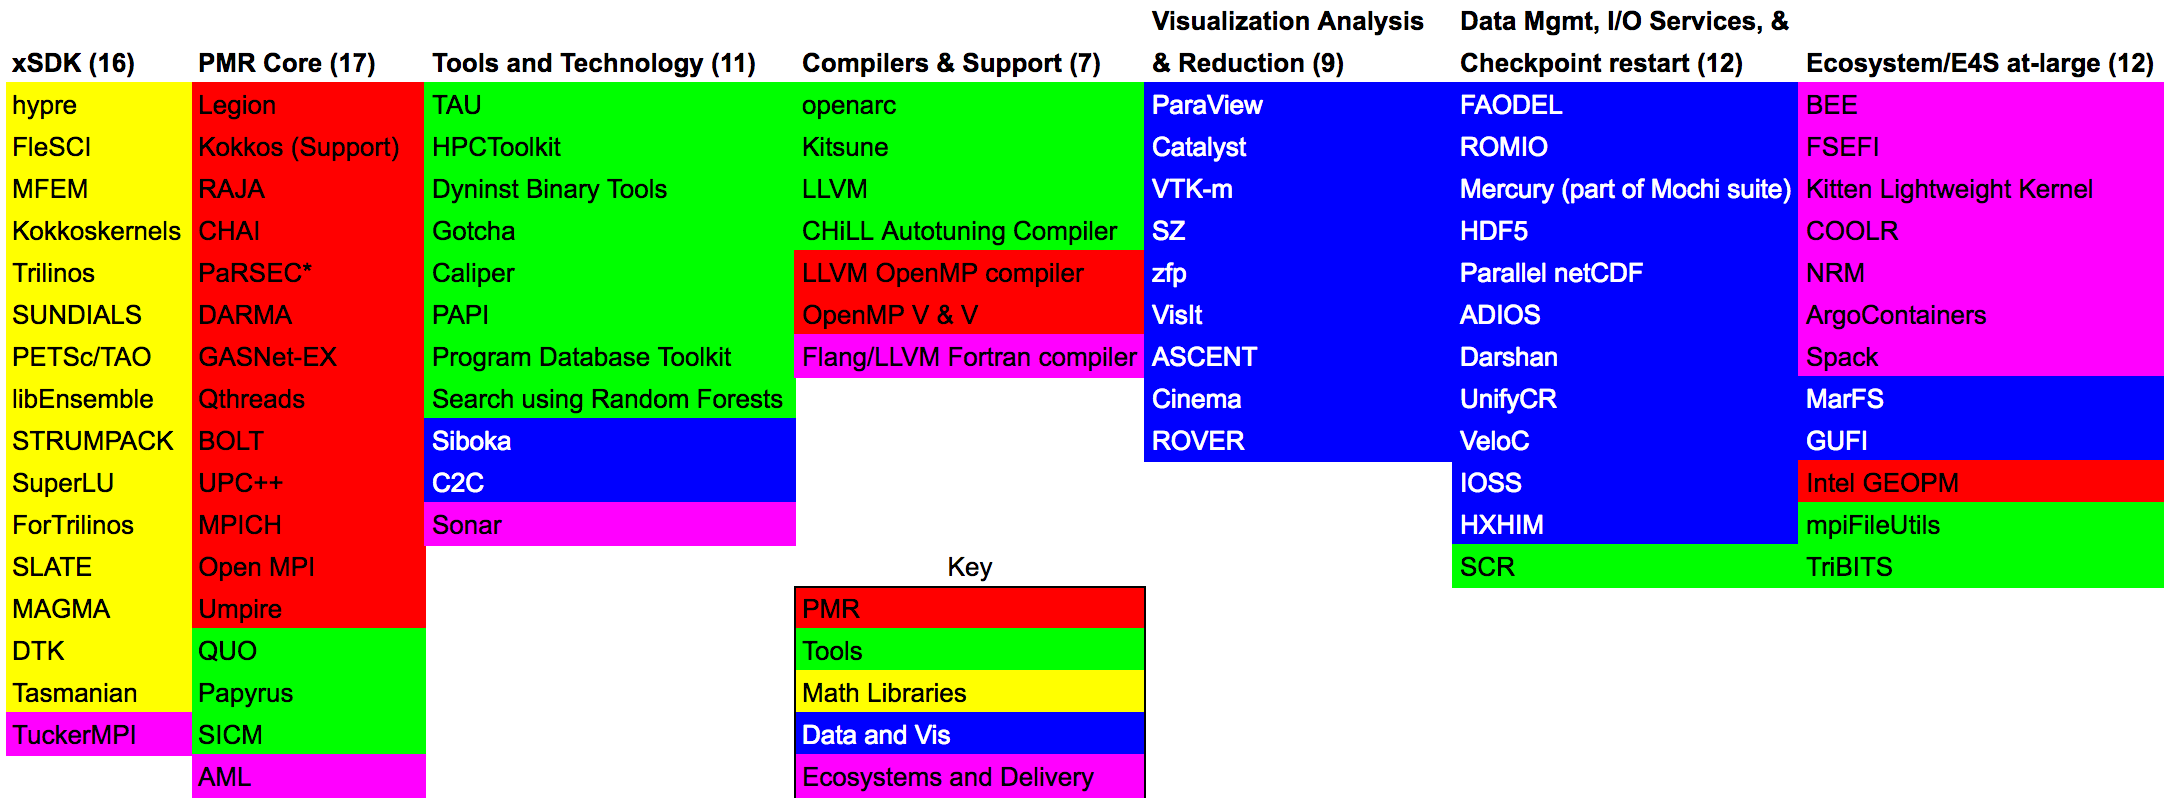 xSDK (16)
hypre
FleSCI
MFEM
Kokkoskernels
Trilinos
SUNDIALS
PETSc/TAO
libEnsemble
STRUMPACK
SuperLU
ForTrilinos
SLATE
MAGMA
DTK
Tasmanian
TuckerMPI
PMR Core (17)
Legion
Kokkos (Support)
RAJA
CHAI
PaRSEC*
DARMA
GASNet-EX
Qthreads
BOLT
UPC++
MPICH
Open MPI
Umpire
QUO
Papyrus
SICM
AML
Tools and Technology (11)
TAU
HPCToolkit
Dyninst Binary Tools
Gotcha
Caliper
PAPI
Program Database Toolkit
Search using Random Forests
Siboka
C2C
Sonar
Compilers & Support (7)
openarc
Kitsune
LLVM
CHiLL Autotuning Compiler
LLVM OpenMP compiler
OpenMP V & V
Flang/LLVM Fortran compiler
Key
PMR
Tools
Math Libraries
Data and Vis
Ecosystems and Delivery
Visualization Analysis
& Reduction (9)
ParaView
Catalyst
VTK-m
SZ
zfp
VisIt
ASCENT
Cinema
ROVER
Data Mgmt, I/O Services, &
Checkpoint restart (12)
FAODEL
ROMIO
Mercury (part of Mochi suite)
HDF5
Parallel netCDF
ADIOS
Darshan
UnifyCR
VeloC
IOSS
HXHIM
SCR
Ecosystem/E4S at-large (12)
BEE
FSEFI
Kitten Lightweight Kernel
COOLR
NRM
ArgoContainers
Spack
MarFS
GUFI
Intel GEOPM
mpiFileUtils
TriBITS